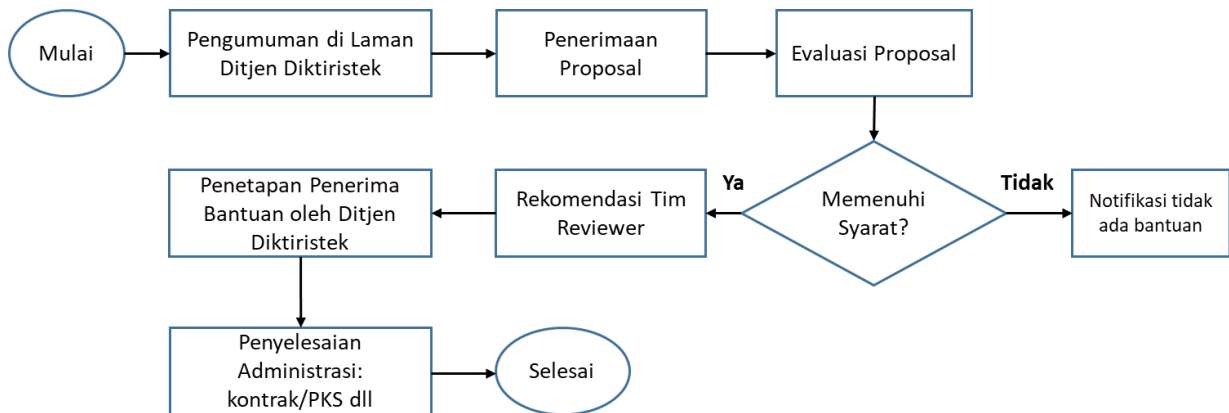 Mulai
Pengumuman di Laman
Ditjen Diktiristek
Penerimaan
Proposal
Evaluasi Proposal
Memenuhi
Syarat?
Ya
Tidak
Notifikasi tidak
ada bantuan
Rekomendasi Tim
Reviewer
Penetapan Penerima
Bantuan oleh Ditjen
Diktiristek
Penyelesaian
Administrasi:
kontrak/PKS dll
Selesai